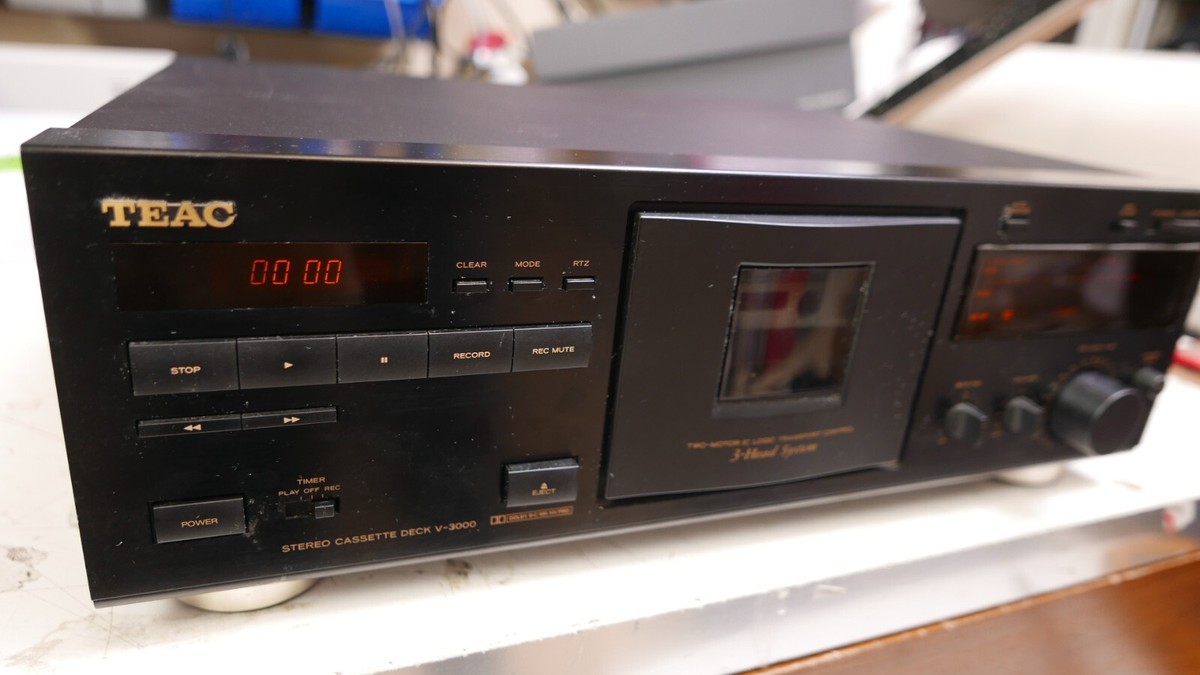 TEAC
00 00
CLEAR MODE RTZ
STOP ▶ ⏸ RECORD REC MUTE
◀◀ ▶▶
TIMER
PLAY OFF REC
POWER
EJECT
STEREO CASSETTE DECK V-3000
TWO-MOTOR IC LOGIC TRANSPORT CONTROL
3-Head System